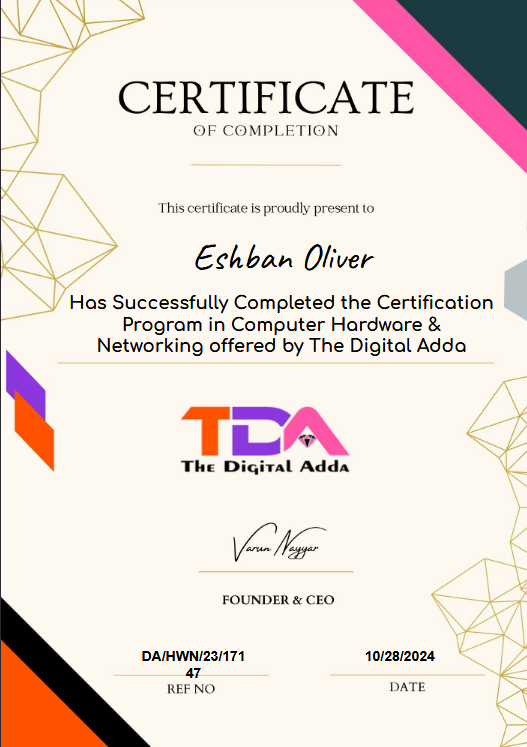 CERTIFICATE
OF COMPLETION
This certificate is proudly present to
Eshban Oliver
Has Successfully Completed the Certification
Program in Computer Hardware &
Networking offered by The Digital Adda
TDA
The Digital Adda
Varun Nayyar
FOUNDER & CEO
DA/HWN/23/171
47
REF NO
10/28/2024
DATE